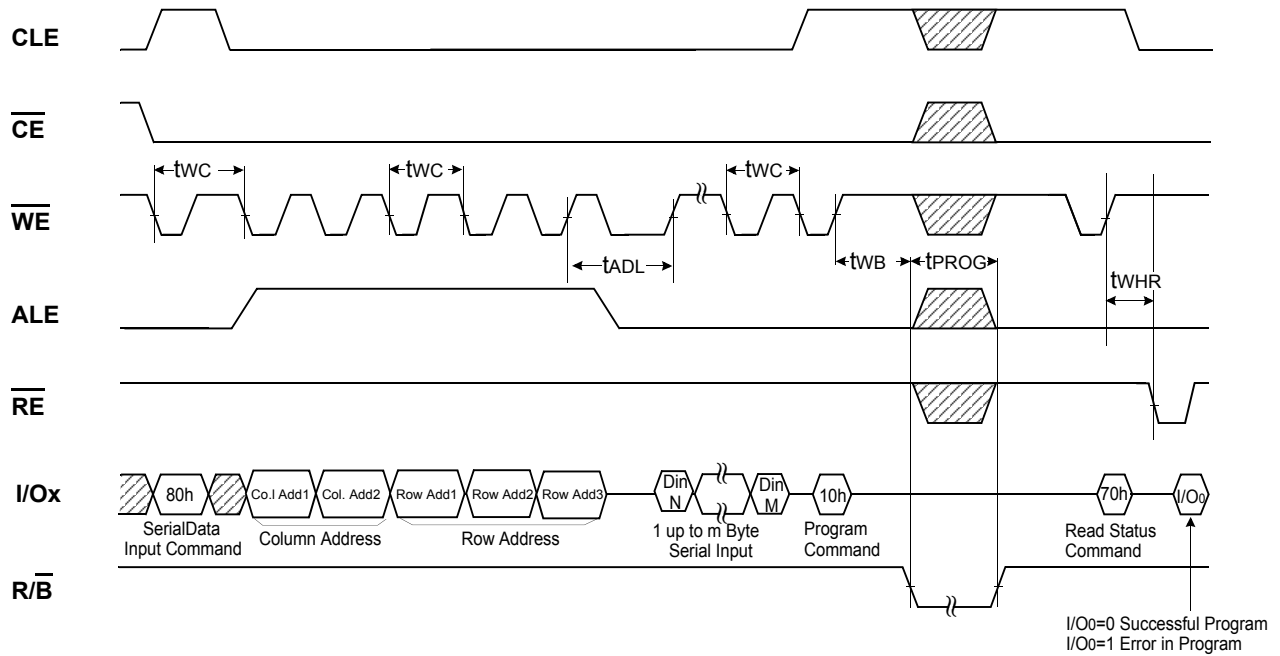 CLE
CE
tWC
tWC
tWC
WE
tADL
tWB
tPROG
tWHR
ALE
RE
I/Ox
80h
Co.l Add1
Col. Add2
Row Add1
Row Add2
Row Add3
Din
N
Din
M
10h
70h
I/O0
SerialData
Input Command
Column Address
Row Address
1 up to m Byte
Serial Input
Program
Command
Read Status
Command
R/B
I/O0=0 Successful Program
I/O0=1 Error in Program